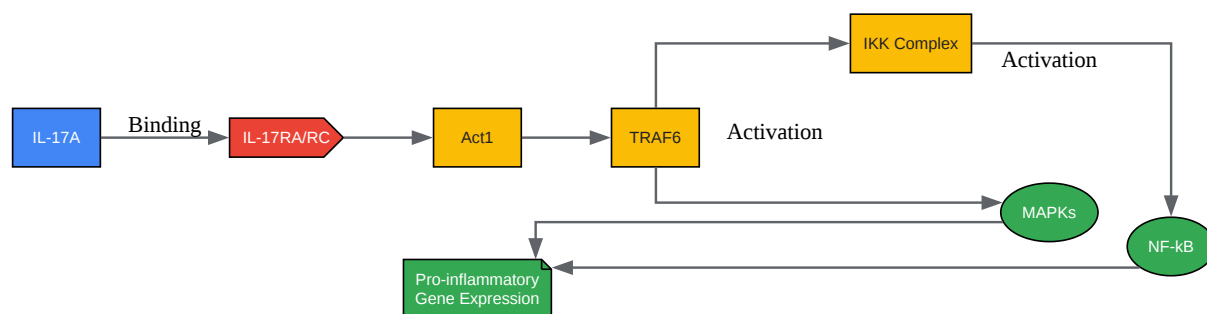 IKK Complex
Activation
Binding
IL-17A
IL-17RA/RC
Act1
TRAF6
Activation
MAPKs
NF-kB
Pro-inflammatory
Gene Expression